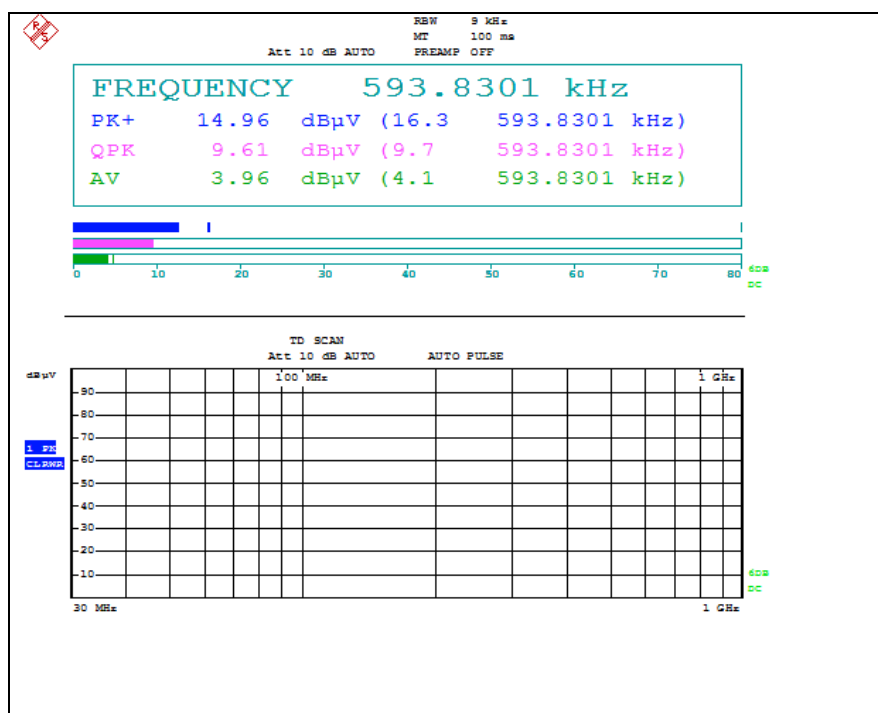 RBW 9 kHz
MT 100 ms
Att 10 dB AUTO PREAMP OFF
FREQUENCY 593.8301 kHz
PK+ 14.96 dBµV (16.3 593.8301 kHz)
QPK 9.61 dBµV (9.7 593.8301 kHz)
AV 3.96 dBµV (4.1 593.8301 kHz)
0 10 20 30 40 50 60 70 80
6DB
DC
TD SCAN
Att 10 dB AUTO AUTO PULSE
dBµV
100 MHz 1 GHz
90
80
70
1 PK
CLRWR
60
50
40
30
20
10
6DB
DC
30 MHz 1 GHz